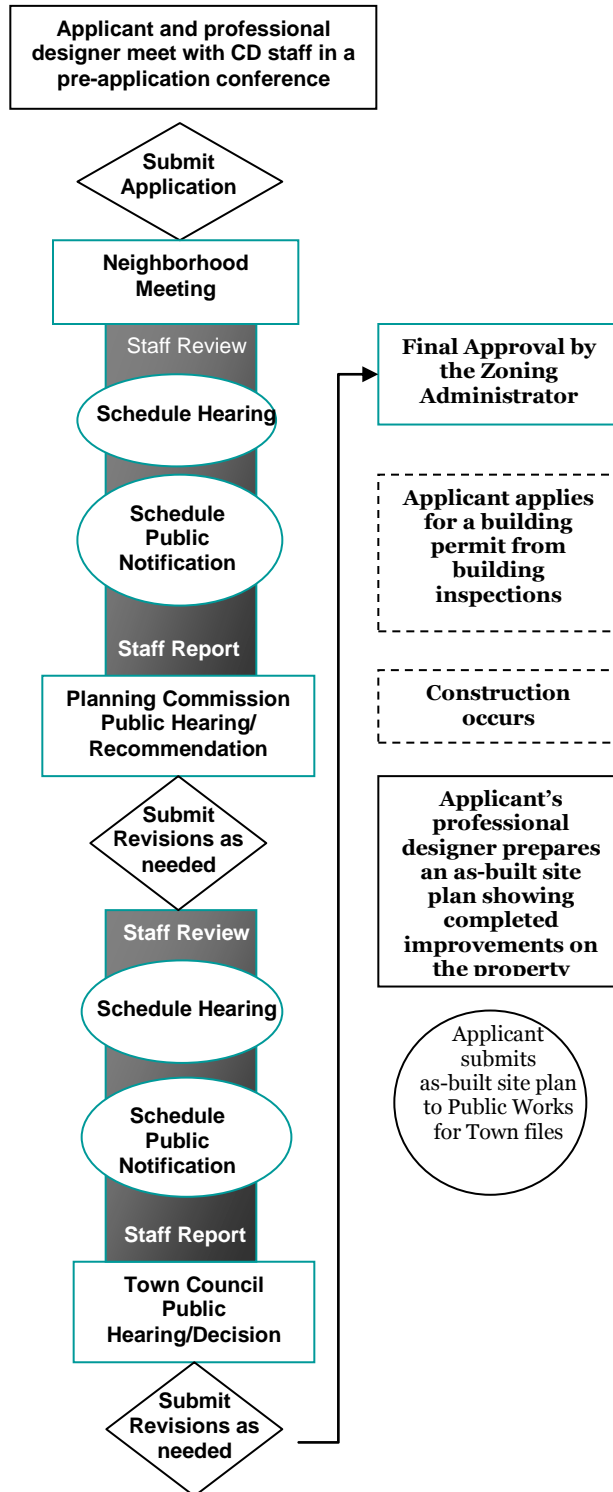 Applicant and professional
designer meet with CD staff in a
pre-application conference
Submit
Application
Neighborhood
Meeting
Staff Review
Schedule Hearing
Schedule
Public
Notification
Staff Report
Planning Commission
Public Hearing/
Recommendation
Submit
Revisions as
needed
Staff Review
Schedule Hearing
Schedule
Public
Notification
Staff Report
Town Council
Public
Hearing/Decision
Submit
Revisions as
needed
Final Approval by
the Zoning
Administrator
Applicant applies
for a building
permit from
building
inspections
Construction
occurs
Applicant’s
professional
designer prepares
an as-built site
plan showing
completed
improvements on
the property
Applicant
submits
as-built site plan
to Public Works
for Town files